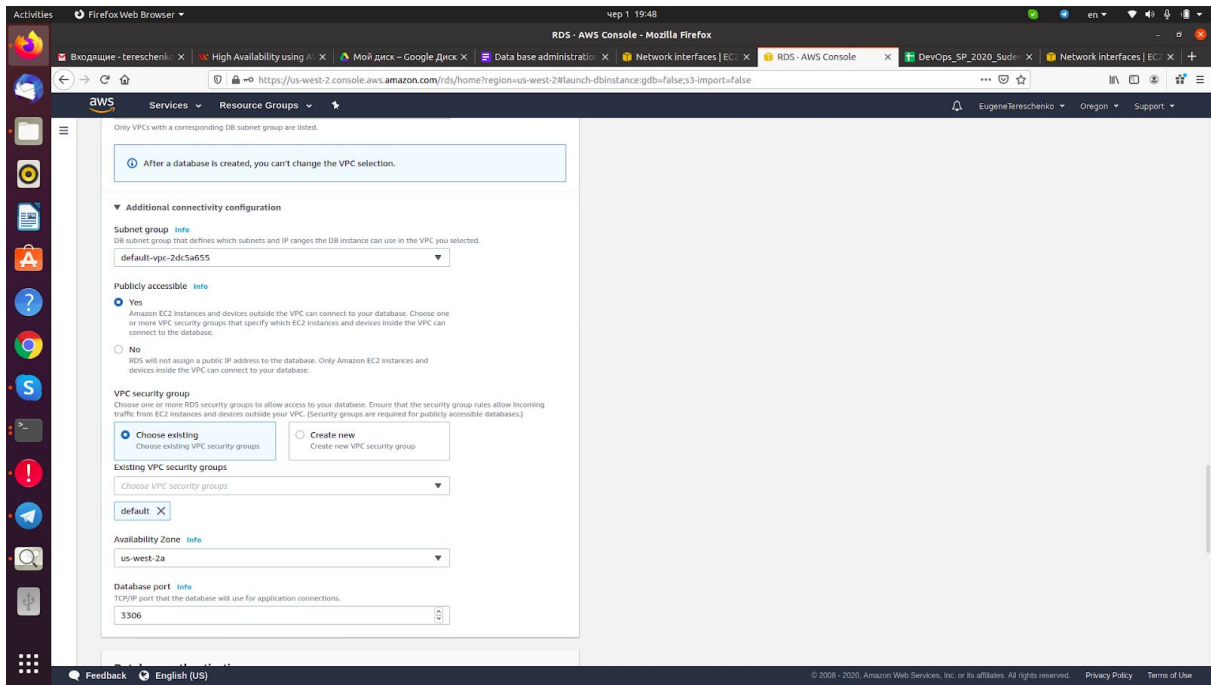 Activities Firefox Web Browser чер 1 19:48 en
RDS - AWS Console - Mozilla Firefox
Входящие - tereschenk High Availability using A Мой диск – Google Диск Data base administratio Network interfaces | EC2 RDS - AWS Console DevOps_SP_2020_Sude Network interfaces | EC2
https://us-west-2.console.aws.amazon.com/rds/home?region=us-west-2#launch-dbinstance:gdb=false;s3-import=false
aws Services Resource Groups EugeneTereschenko Oregon Support
Only VPCs with a corresponding DB subnet group are listed.
After a database is created, you can't change the VPC selection.
Additional connectivity configuration
Subnet group Info
DB subnet group that defines which subnets and IP ranges the DB instance can use in the VPC you selected.
default-vpc-2dc5a655
Publicly accessible Info
Yes
Amazon EC2 instances and devices outside the VPC can connect to your database. Choose one
or more VPC security groups that specify which EC2 instances and devices inside the VPC can
connect to the database.
No
RDS will not assign a public IP address to the database. Only Amazon EC2 instances and
devices inside the VPC can connect to your database.
VPC security group
Choose one or more RDS security groups to allow access to your database. Ensure that the security group rules allow incoming
traffic from EC2 instances and devices outside your VPC. (Security groups are required for publicly accessible databases.)
Choose existing
Choose existing VPC security groups
Create new
Create new VPC security group
Existing VPC security groups
Choose VPC security groups
default
Availability Zone Info
us-west-2a
Database port Info
TCP/IP port that the database will use for application connections.
3306
Feedback English (US) © 2008 - 2020, Amazon Web Services, Inc. or its affiliates. All rights reserved. Privacy Policy Terms of Use